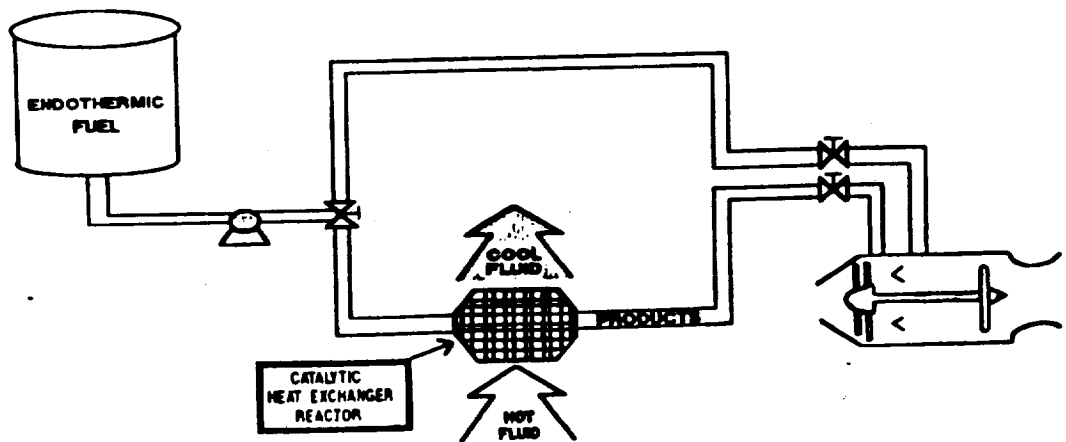 ENDOTHERMIC
FUEL
COOL
FLUID
PRODUCTS
CATALYTIC
HEAT EXCHANGER
REACTOR
HOT
FLUID